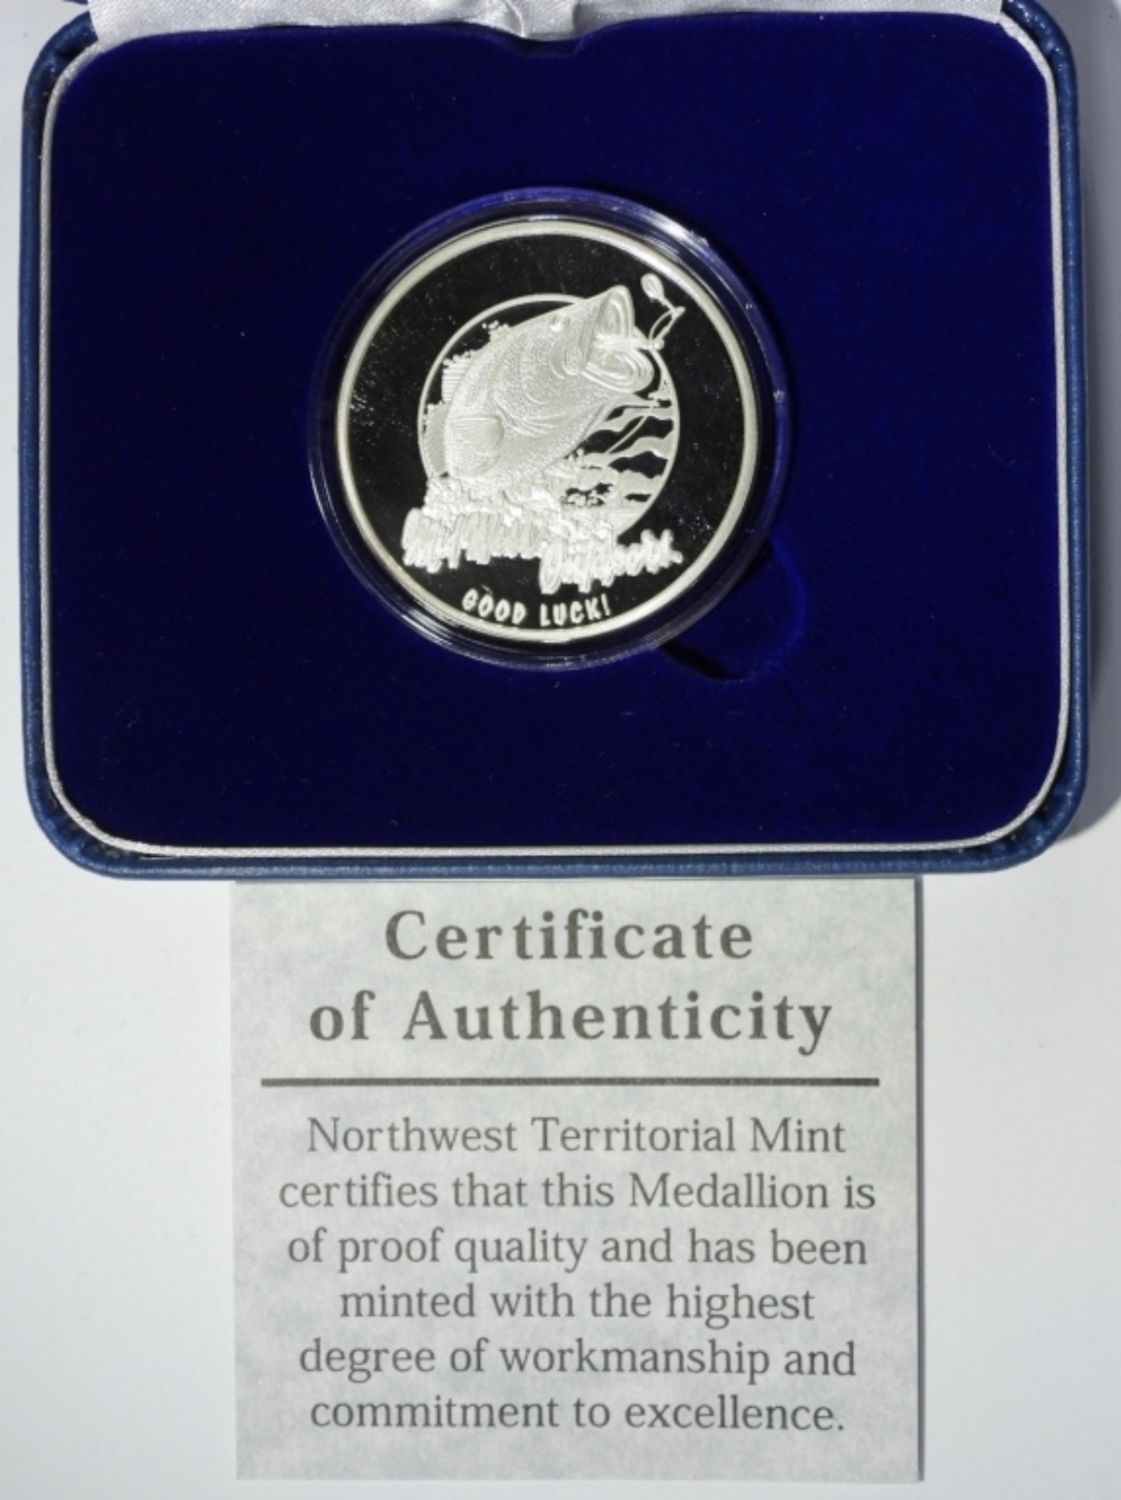 GOOD LUCK!
Certificate
of Authenticity
Northwest Territorial Mint
certifies that this Medallion is
of proof quality and has been
minted with the highest
degree of workmanship and
commitment to excellence.